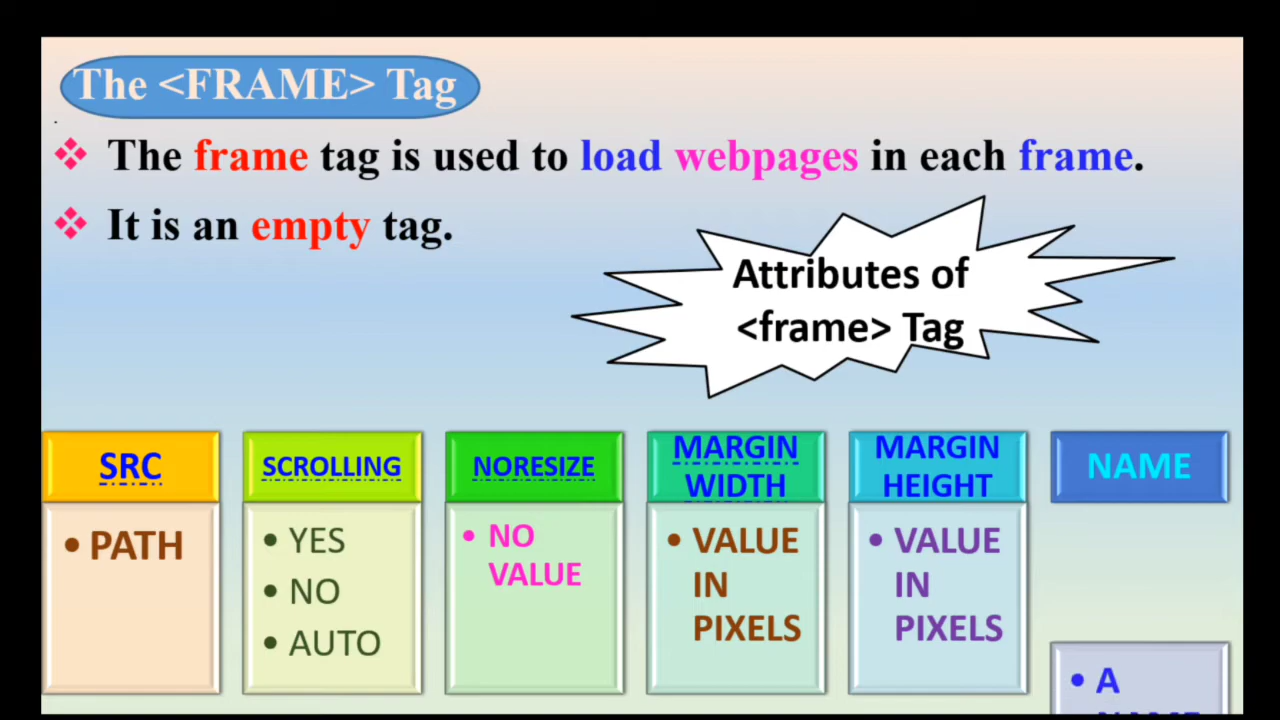 The <FRAME> Tag
❖ The frame tag is used to load webpages in each frame.
❖ It is an empty tag.
Attributes of
<frame> Tag
SRC
• PATH
SCROLLING
• YES
• NO
• AUTO
NORESIZE
• NO
VALUE
MARGIN
WIDTH
• VALUE
IN
PIXELS
MARGIN
HEIGHT
• VALUE
IN
PIXELS
NAME
• A